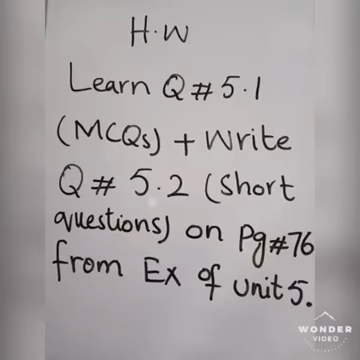 H.W
Learn Q # 5.1
(MCQs) + Write
Q # 5.2 (Short
questions) on Pg#76
from Ex of unit 5.
WONDER
VIDEO